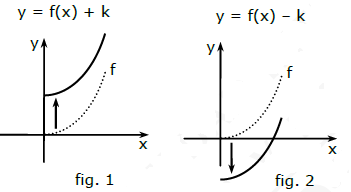 y = f(x) + k
y
f
x
fig. 1
y = f(x) – k
y
f
x
fig. 2